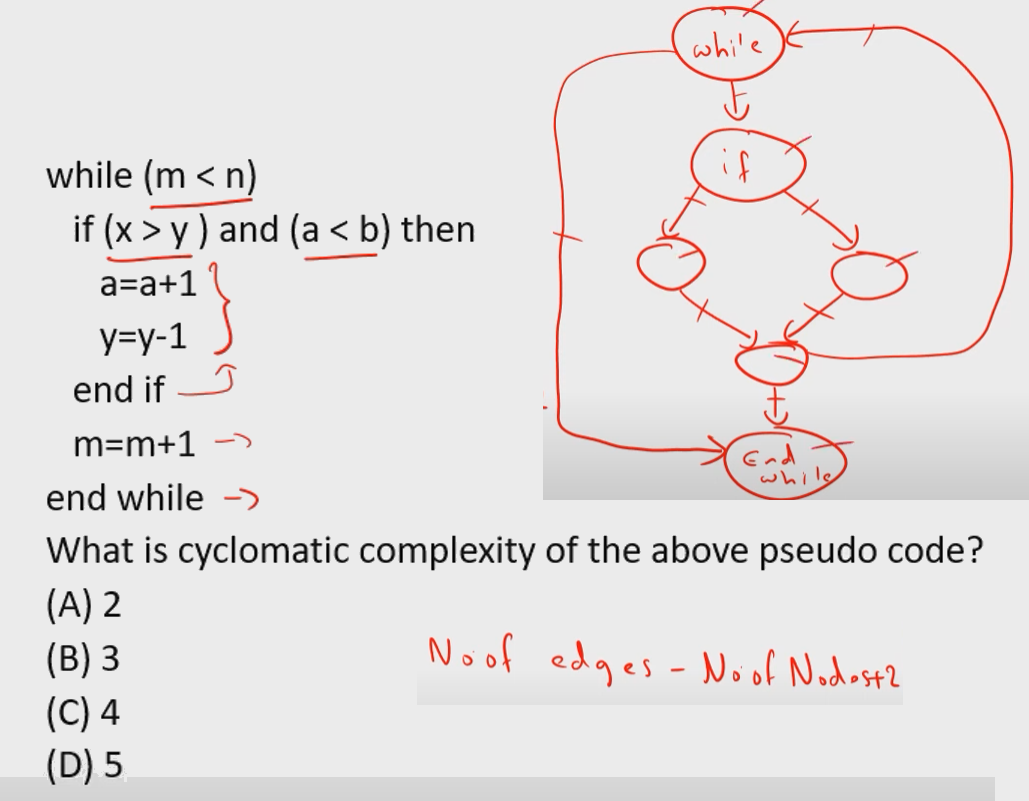 while
t
if
while (m < n)
if (x > y ) and (a < b) then
a=a+1
y=y-1
end if
m=m+1
end while
End
while
What is cyclomatic complexity of the above pseudo code?
(A) 2
(B) 3
(C) 4
(D) 5
No of edges - No of Nodes+2